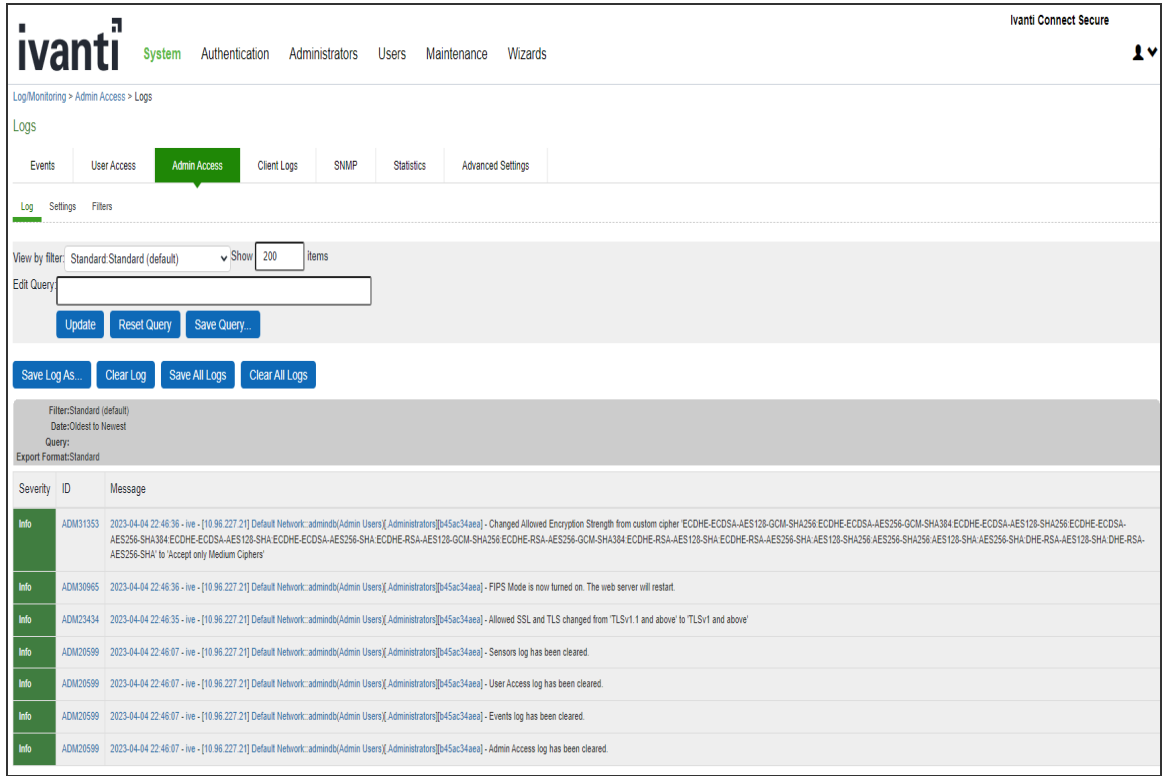 Ivanti Connect Secure
ivanti
System Authentication Administrators Users Maintenance Wizards
Log/Monitoring > Admin Access > Logs
Logs
Events User Access Admin Access Client Logs SNMP Statistics Advanced Settings
Log Settings Filters
View by filter: Standard:Standard (default) Show 200 items
Edit Query:
Update Reset Query Save Query...
Save Log As... Clear Log Save All Logs Clear All Logs
Filter:Standard (default)
Date:Oldest to Newest
Query:
Export Format:Standard
Severity ID Message
Info ADM31353 2023-04-04 22:46:36 - ive - [10.96.227.21] Default Network::admindb(Admin Users)[.Administrators][b45ac34aea] - Changed Allowed Encryption Strength from custom cipher 'ECDHE-ECDSA-AES128-GCM-SHA256:ECDHE-ECDSA-AES256-GCM-SHA384:ECDHE-ECDSA-AES128-SHA256:ECDHE-ECDSA-
AES256-SHA384:ECDHE-ECDSA-AES128-SHA:ECDHE-ECDSA-AES256-SHA:ECDHE-RSA-AES128-GCM-SHA256:ECDHE-RSA-AES256-GCM-SHA384:ECDHE-RSA-AES128-SHA:ECDHE-RSA-AES256-SHA:AES128-SHA256:AES256-SHA256:AES128-SHA:AES256-SHA:DHE-RSA-AES128-SHA:DHE-RSA-
AES256-SHA' to 'Accept only Medium Ciphers'
Info ADM30965 2023-04-04 22:46:36 - ive - [10.96.227.21] Default Network::admindb(Admin Users)[.Administrators][b45ac34aea] - FIPS Mode is now turned on. The web server will restart.
Info ADM23434 2023-04-04 22:46:35 - ive - [10.96.227.21] Default Network::admindb(Admin Users)[.Administrators][b45ac34aea] - Allowed SSL and TLS changed from 'TLSv1.1 and above' to 'TLSv1 and above'
Info ADM20599 2023-04-04 22:46:07 - ive - [10.96.227.21] Default Network::admindb(Admin Users)[.Administrators][b45ac34aea] - Sensors log has been cleared.
Info ADM20599 2023-04-04 22:46:07 - ive - [10.96.227.21] Default Network::admindb(Admin Users)[.Administrators][b45ac34aea] - User Access log has been cleared.
Info ADM20599 2023-04-04 22:46:07 - ive - [10.96.227.21] Default Network::admindb(Admin Users)[.Administrators][b45ac34aea] - Events log has been cleared.
Info ADM20599 2023-04-04 22:46:07 - ive - [10.96.227.21] Default Network::admindb(Admin Users)[.Administrators][b45ac34aea] - Admin Access log has been cleared.